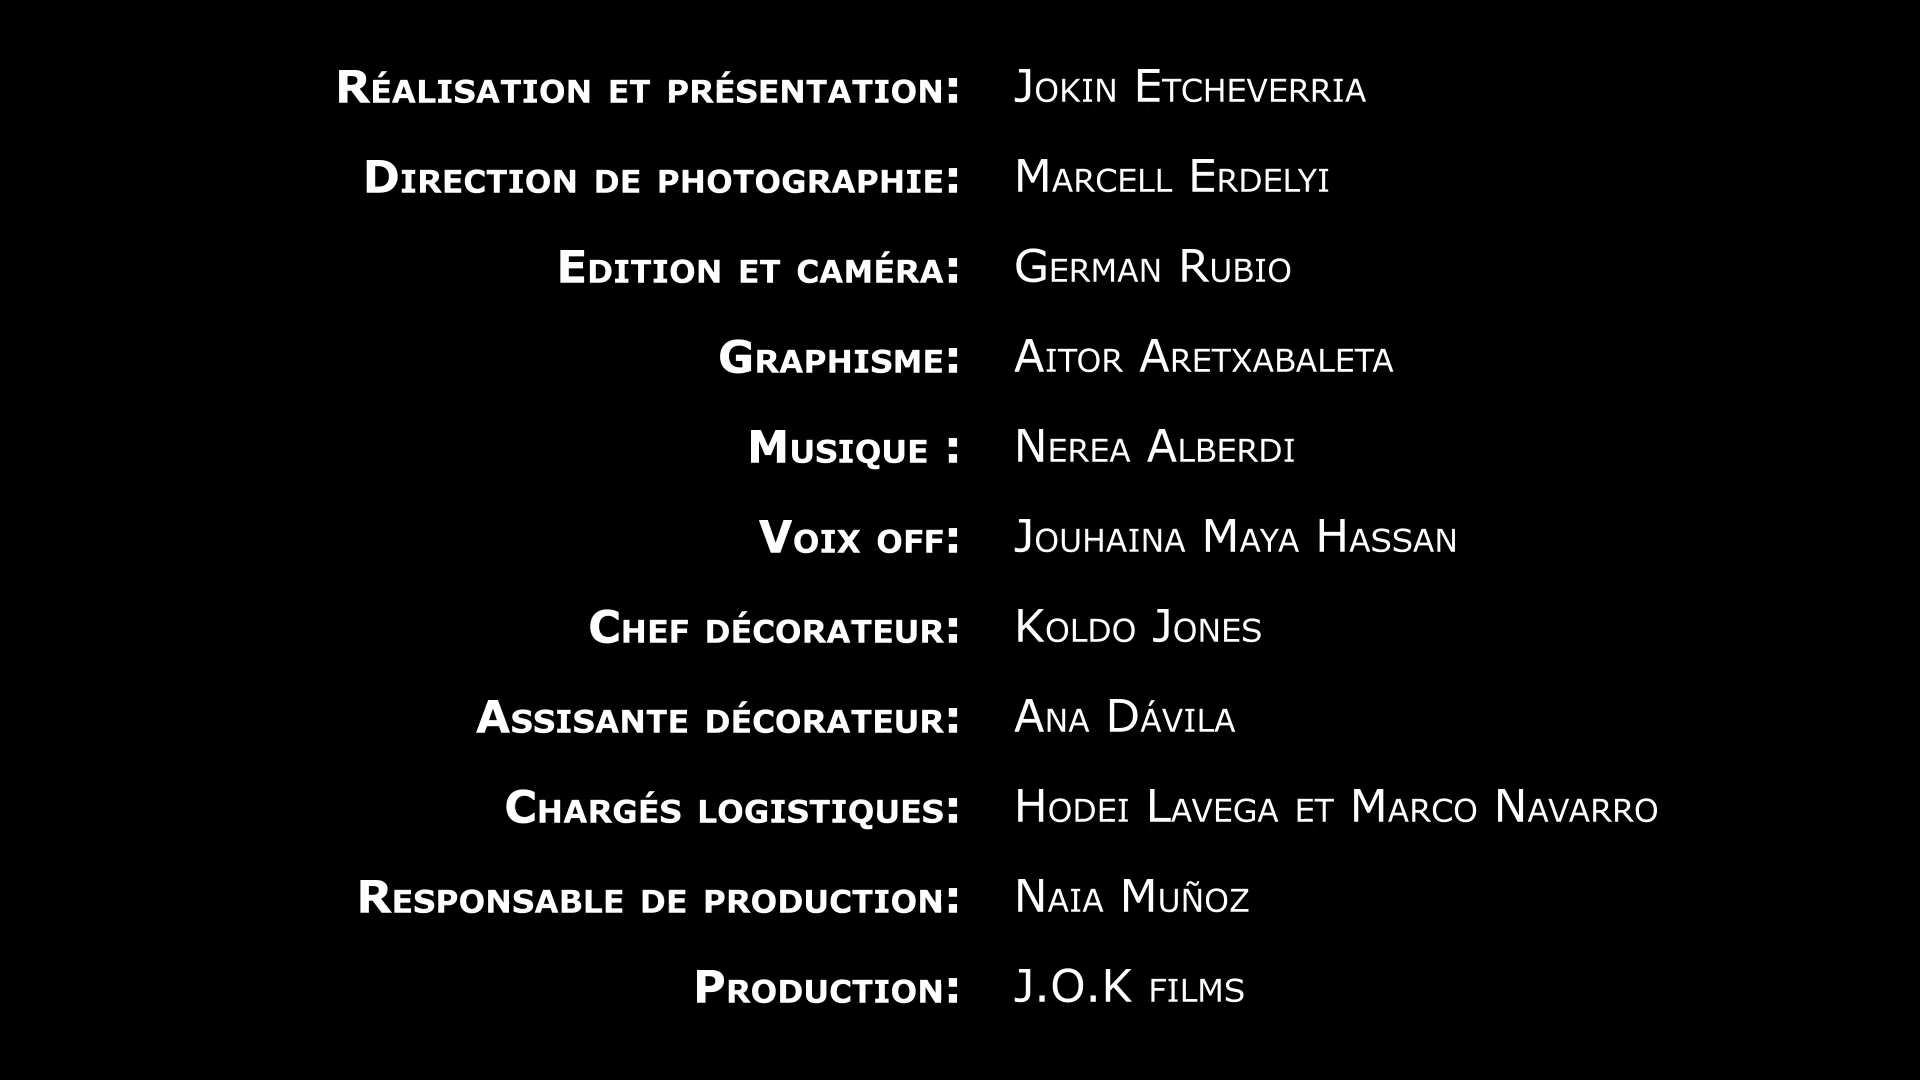 Réalisation et présentation: Jokin Etcheverria
Direction de photographie: Marcell Erdelyi
Edition et caméra: German Rubio
Graphisme: Aitor Aretxabaleta
Musique : Nerea Alberdi
Voix off: Jouhaina Maya Hassan
Chef décorateur: Koldo Jones
Assisante décorateur: Ana Dávila
Chargés logistiques: Hodei Lavega et Marco Navarro
Responsable de production: Naia Muñoz
Production: J.O.K films